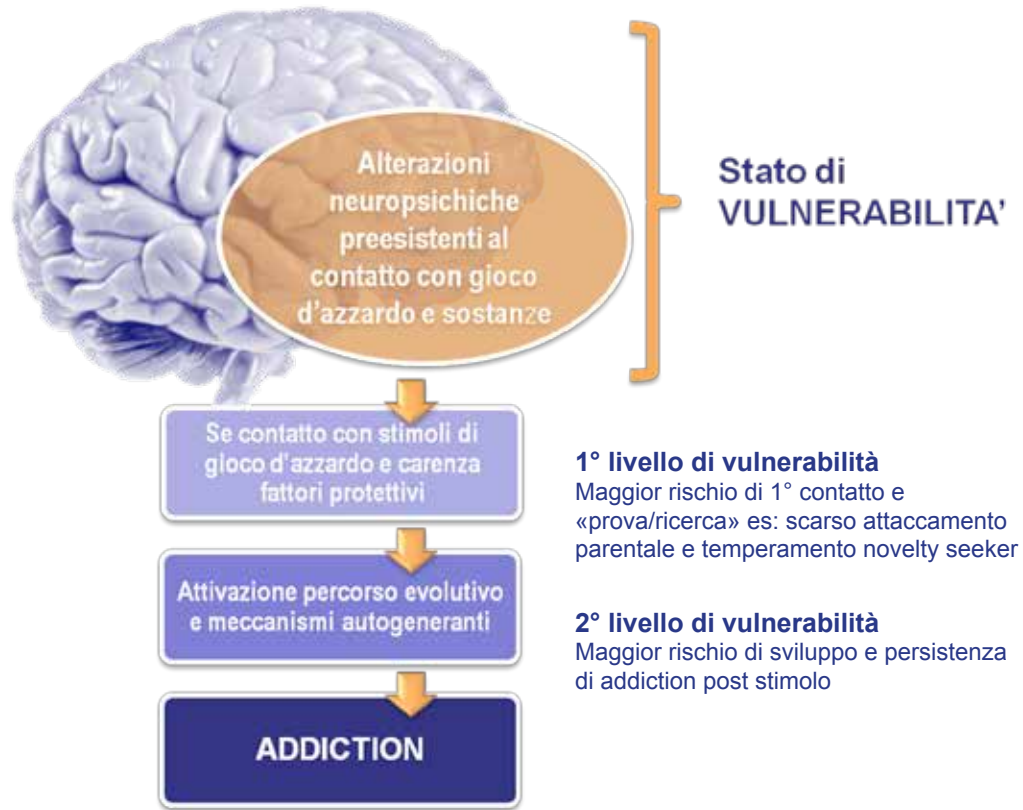 Alterazioni
neuropsichiche
preesistenti al
contatto con gioco
d'azzardo e sostanze
Stato di
VULNERABILITA'
Se contatto con stimoli di
gioco d'azzardo e carenza
fattori protettivi
1° livello di vulnerabilità
Maggior rischio di 1° contatto e
«prova/ricerca» es: scarso attaccamento
parentale e temperamento novelty seeker
Attivazione percorso evolutivo
e meccanismi autogeneranti
2° livello di vulnerabilità
Maggior rischio di sviluppo e persistenza
di addiction post stimolo
ADDICTION